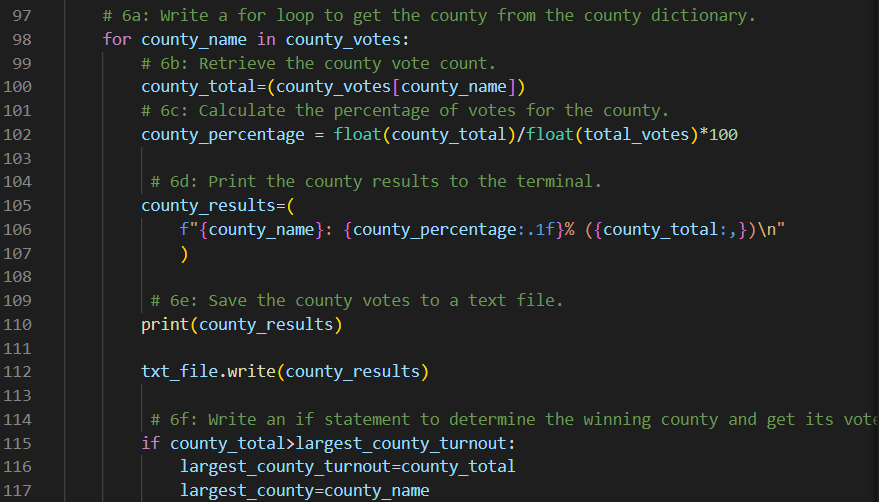 97 # 6a: Write a for loop to get the county from the county dictionary.
98 for county_name in county_votes:
99 # 6b: Retrieve the county vote count.
100 county_total=(county_votes[county_name])
101 # 6c: Calculate the percentage of votes for the county.
102 county_percentage = float(county_total)/float(total_votes)*100
103
104 # 6d: Print the county results to the terminal.
105 county_results=(
106 f"{county_name}: {county_percentage:.1f}% ({county_total:,})\n"
107 )
108
109 # 6e: Save the county votes to a text file.
110 print(county_results)
111
112 txt_file.write(county_results)
113
114 # 6f: Write an if statement to determine the winning county and get its vote
115 if county_total>largest_county_turnout:
116 largest_county_turnout=county_total
117 largest_county=county_name